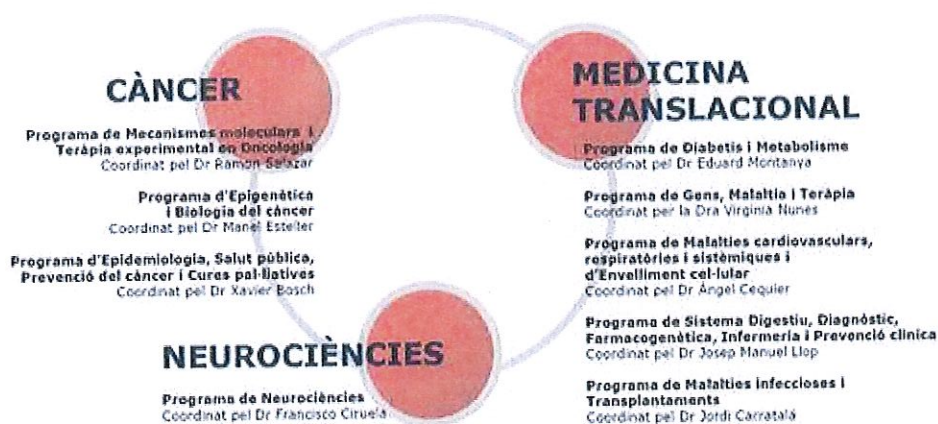 CÀNCER
Programa de Mecanismes moleculars i
Teràpia experimental en Oncologia
Coordinat pel Dr Ramon Salazar
Programa d'Epigenètica
i Biologia del càncer
Coordinat pel Dr Manel Esteller
Programa d'Epidemiologia, Salut pública,
Prevenció del càncer i Cures pal·liatives
Coordinat pel Dr Xavier Bosch
MEDICINA
TRANSLACIONAL
Programa de Diabetis i Metabolisme
Coordinat pel Dr Eduard Montanya
Programa de Gens, Malaltia i Teràpia
Coordinat per la Dra Virginia Nunes
Programa de Malalties cardiovasculars,
respiratòries i sistèmiques i
d'Envelliment cel·lular
Coordinat pel Dr Ángel Cequier
Programa de Sistema Digestiu, Diagnòstic,
Farmacogenètica, Infermeria i Prevenció clínica
Coordinat pel Dr Josep Manuel Llop
Programa de Malalties infeccioses i
Transplantaments
Coordinat pel Dr Jordi Carratalá
NEUROCIÈNCIES
Programa de Neurociències
Coordinat pel Dr Francisco Ciruela